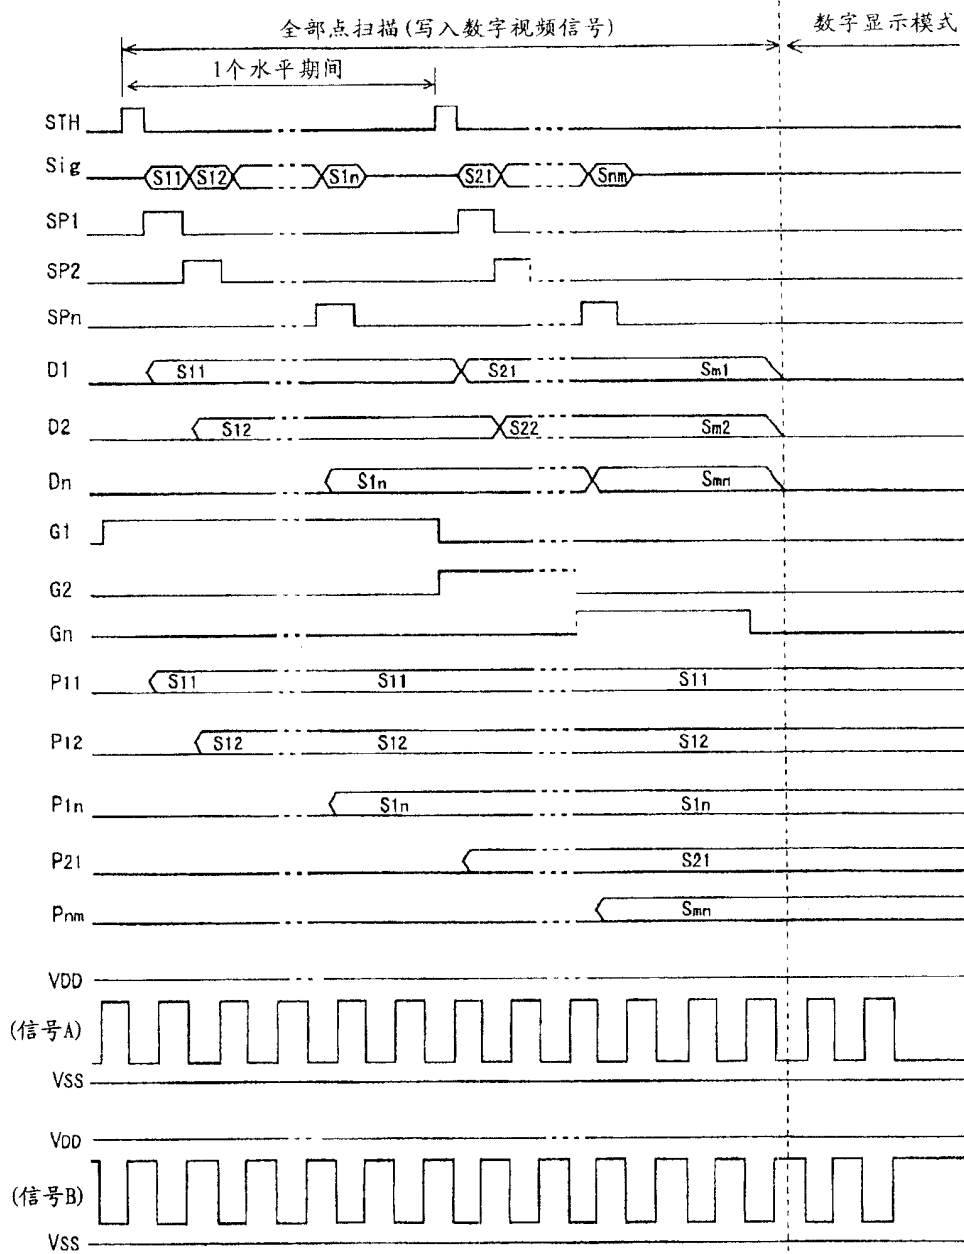 全部点扫描(写入数字视频信号) 数字显示模式
1个水平期间
STH
Sig S11 S12 S1n S21 Snm
SP1
SP2
SPn
D1 S11 S21 Sm1
D2 S12 S22 Sm2
Dn S1n Smn
G1
G2
Gn
P11 S11 S11 S11
P12 S12 S12 S12
P1n S1n S1n
P21 S21
Pnm Smn
VDD
(信号A)
VSS
VDD
(信号B)
VSS